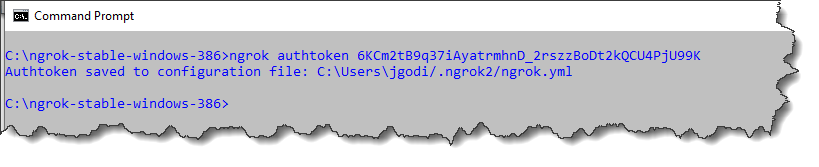 Command Prompt
C:\ngrok-stable-windows-386>ngrok authtoken 6KCm2tB9q37iAyatrmhnD_2rszzBoDt2kQCU4PjU99K
Authtoken saved to configuration file: C:\Users\jgodi/.ngrok2/ngrok.yml
C:\ngrok-stable-windows-386>